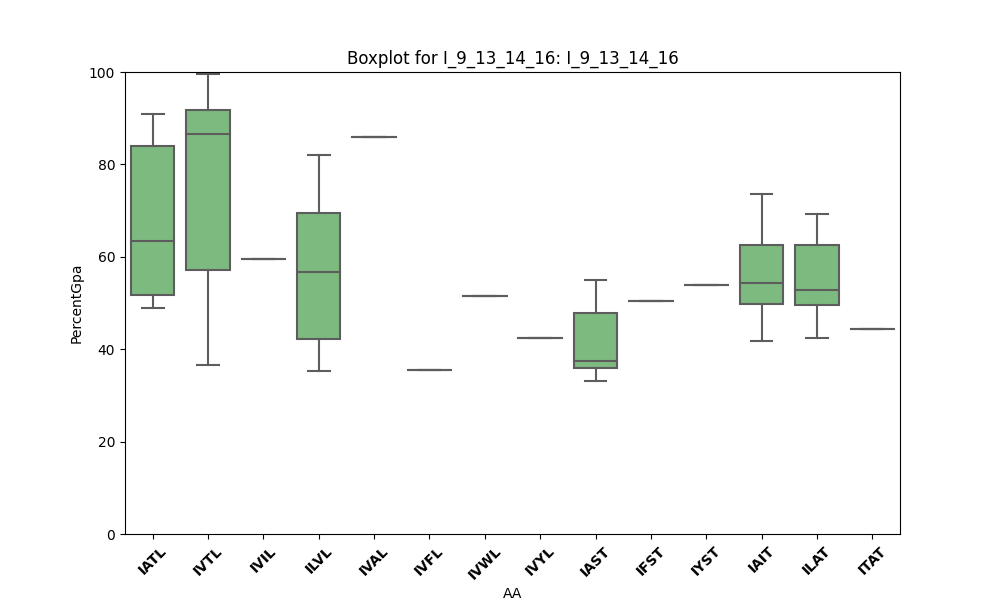 Boxplot for I_9_13_14_16: I_9_13_14_16
PercentGpa
100
80
60
40
20
0
IATL IVTL IVIL ILVL IVAL IVFL IVWL IVYL IAST IFST IYST IAIT ILAT ITAT
AA